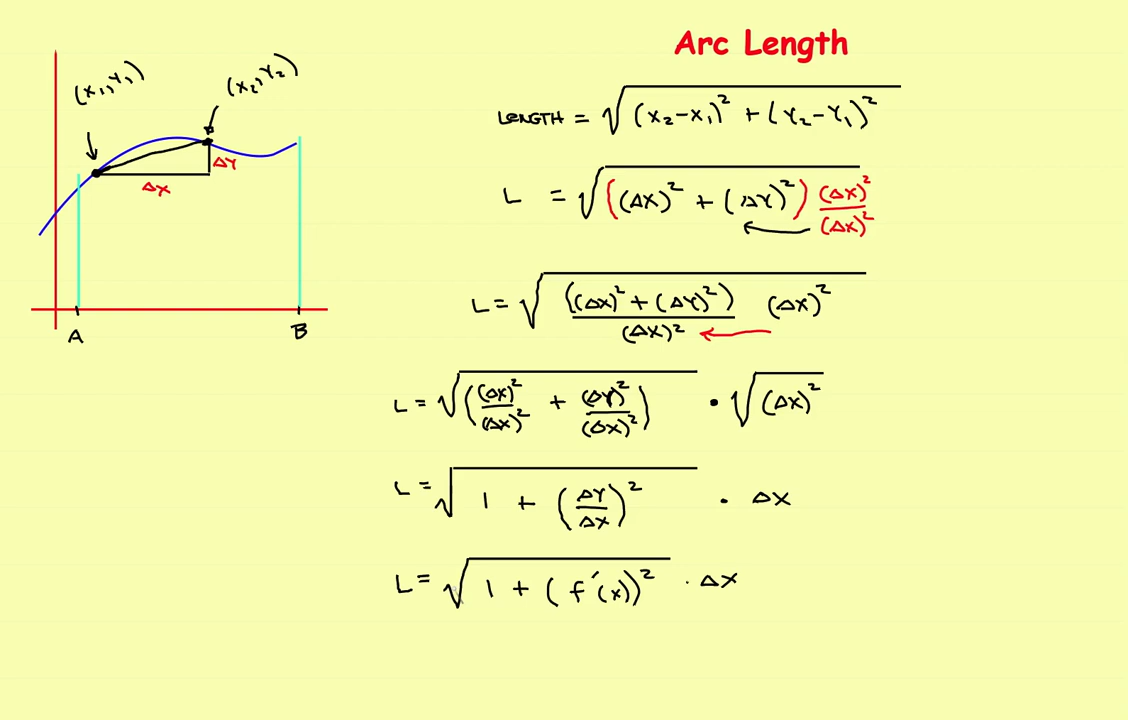 Arc Length
(X₁,Y₁)
(X₂,Y₂)
ΔY
ΔX
A
B
LENGTH = √((X₂-X₁)² + (Y₂-Y₁)²)
L = √(((ΔX)² + (ΔY)²) (ΔX)²/(ΔX)²)
L = √(((ΔX)² + (ΔY)²)/(ΔX)² (ΔX)²)
L = √((ΔX)²/(ΔX)² + (ΔY)²/(ΔX)²) · √(ΔX)²
L = √(1 + (ΔY/ΔX)²) · ΔX
L = √(1 + (f′(x))²) · ΔX